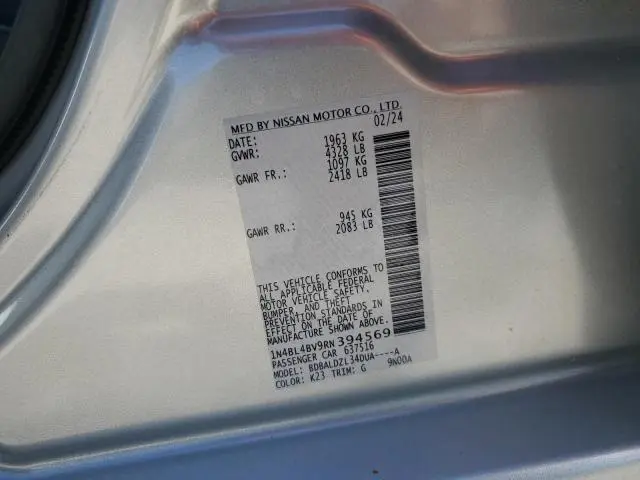 MFD BY NISSAN MOTOR CO., LTD.
DATE: 02/24
GVWR: 1963 KG
4328 LB
GAWR FR.: 1097 KG
2418 LB
GAWR RR.: 945 KG
2083 LB
THIS VEHICLE CONFORMS TO
ALL APPLICABLE FEDERAL
MOTOR VEHICLE SAFETY,
BUMPER, AND THEFT
PREVENTION STANDARDS IN
EFFECT ON THE DATE OF
MANUFACTURE SHOWN ABOVE.
1N4BL4BV9RN394569
PASSENGER CAR 637516
MODEL: BDBALDZL34DUA----A
COLOR: K23 TRIM: G 9N00A